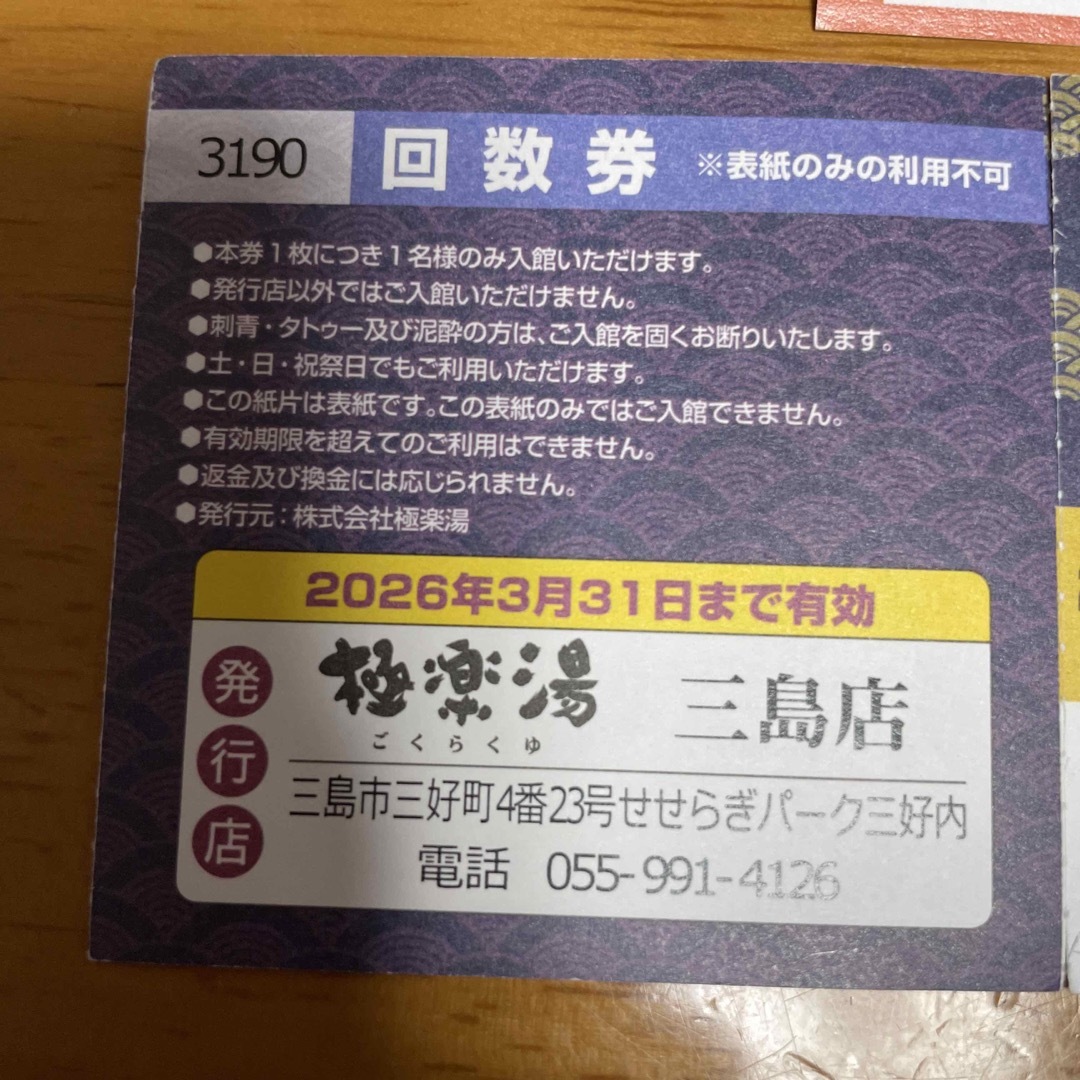 3190 回数券 ※表紙のみの利用不可
●本券1枚につき1名様のみ入館いただけます。
●発行店以外ではご入館いただけません。
●刺青・タトゥー及び泥酔の方は、ご入館を固くお断りいたします。
●土・日・祝祭日でもご利用いただけます。
●この紙片は表紙です。この表紙のみではご入館できません。
●有効期限を超えてのご利用はできません。
●返金及び換金には応じられません。
●発行元：株式会社極楽湯
2026年3月31日まで有効
発行店
極楽湯 三島店
ごくらくゆ
三島市三好町4番23号せせらぎパーク三好内
電話 055-991-4126